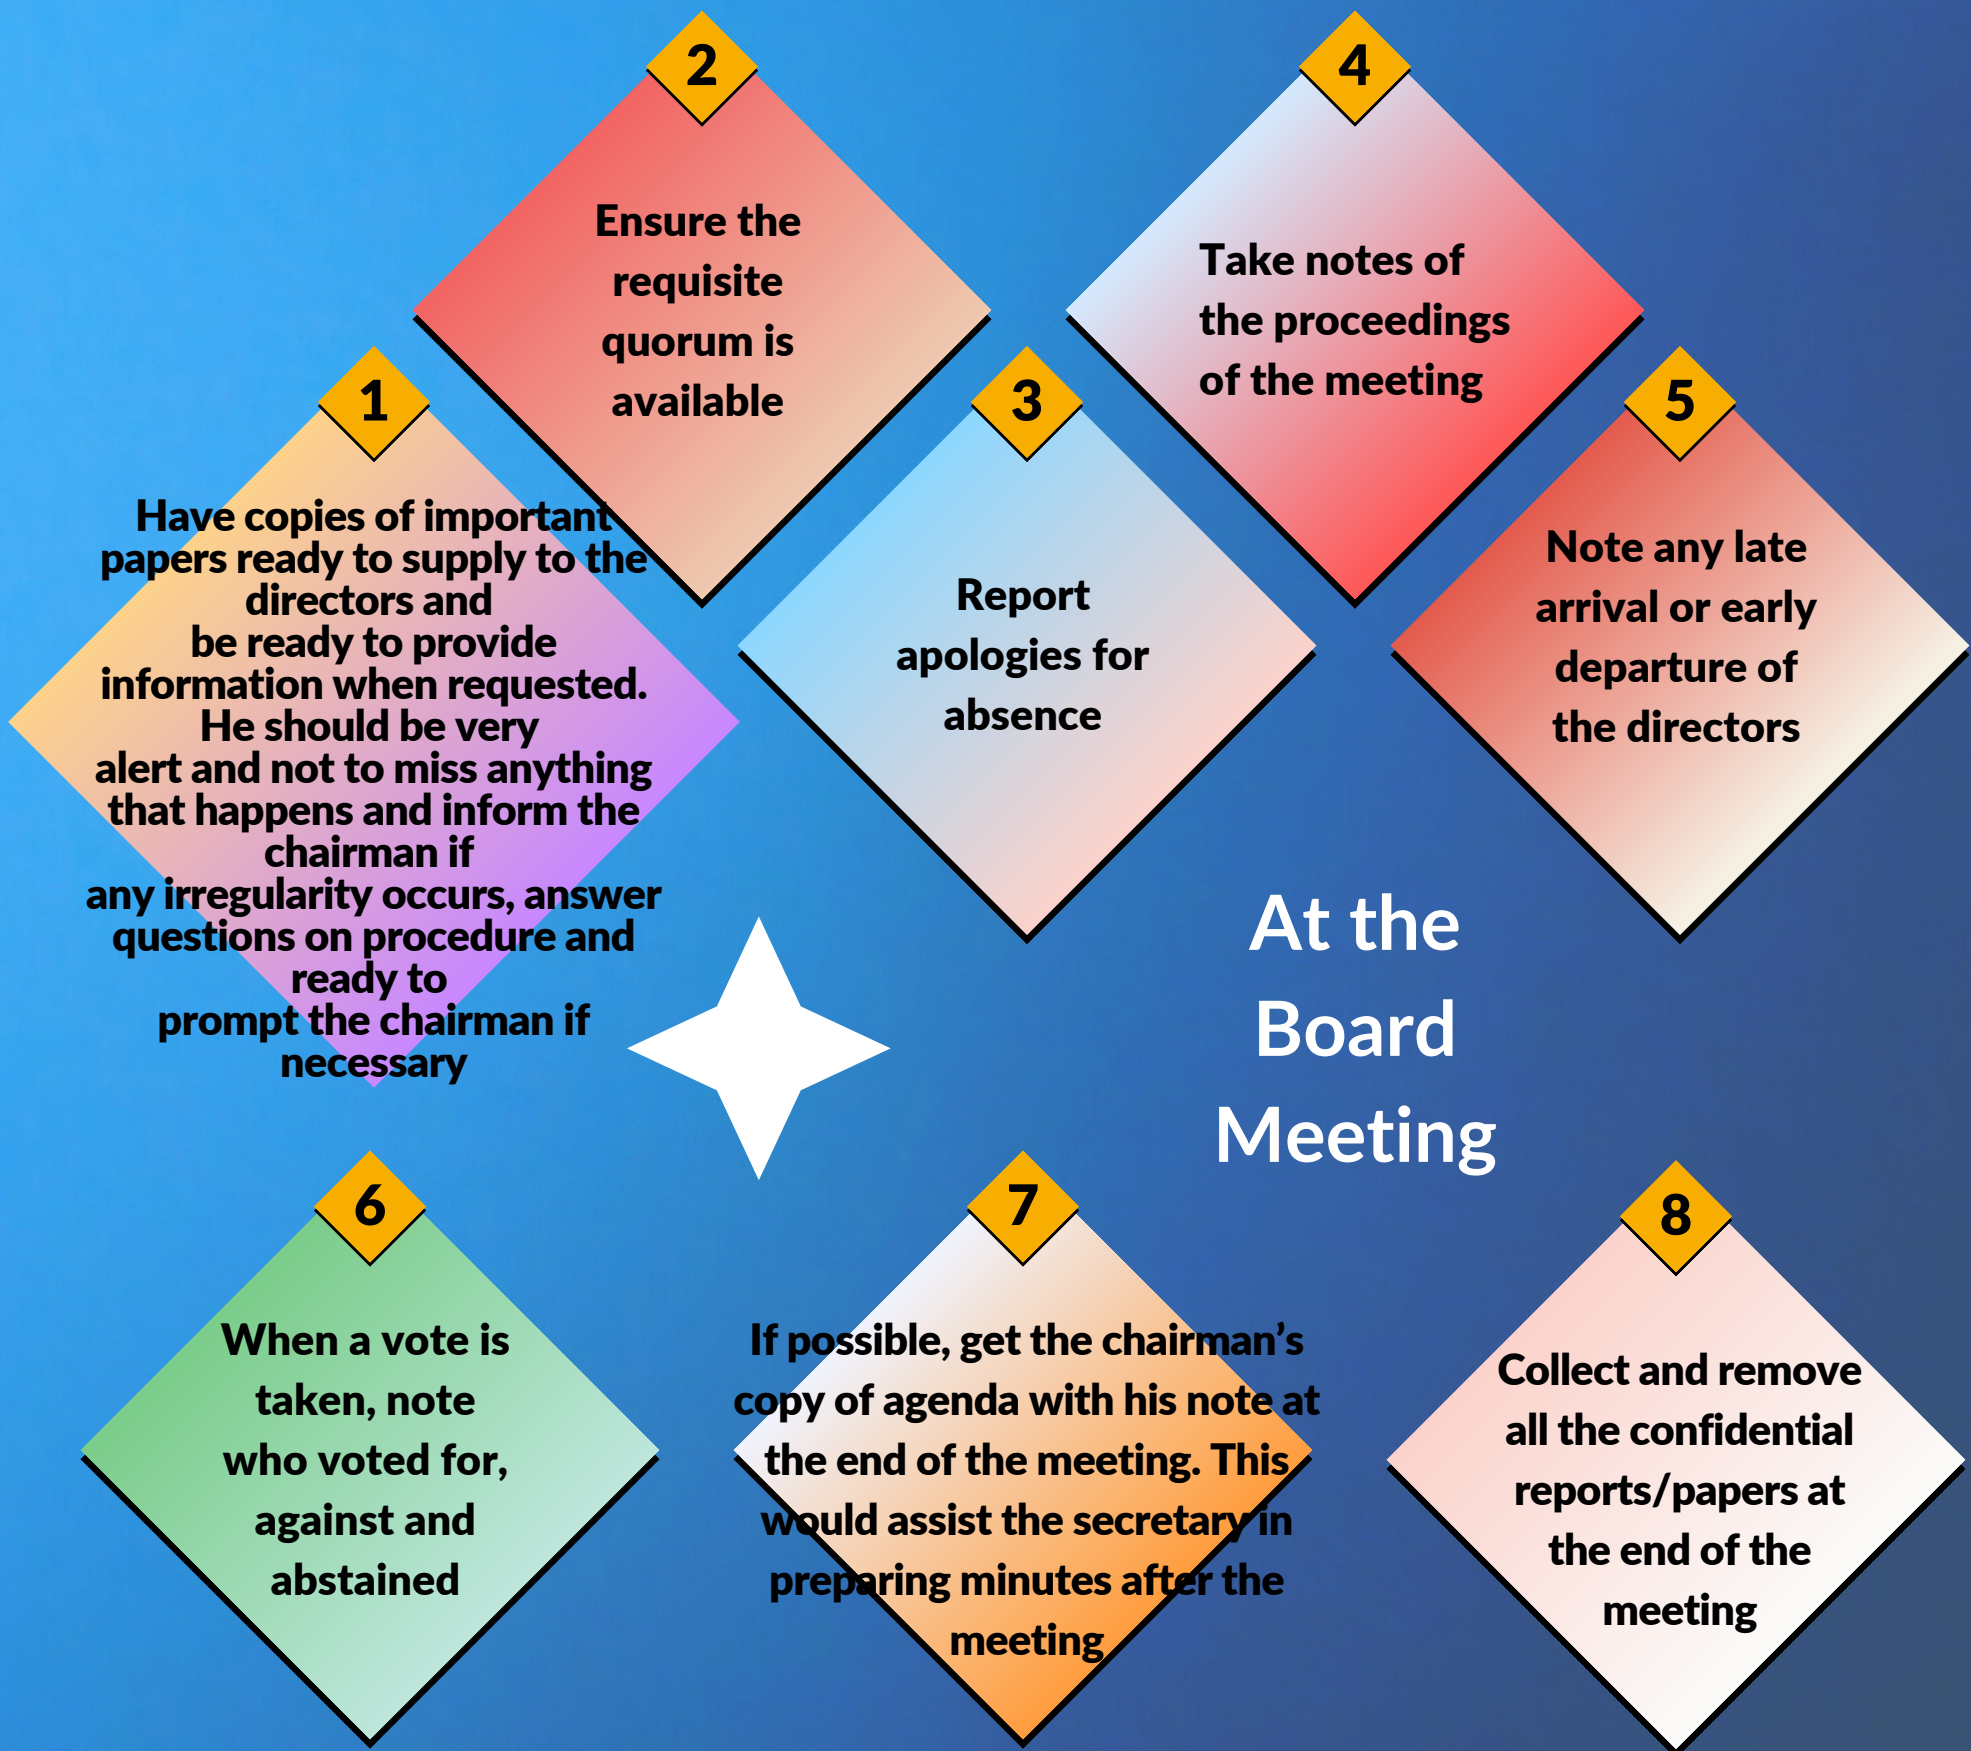 At the
Board
Meeting
1
Have copies of important
papers ready to supply to the
directors and
be ready to provide
information when requested.
He should be very
alert and not to miss anything
that happens and inform the
chairman if
any irregularity occurs, answer
questions on procedure and
ready to
prompt the chairman if
necessary
2
Ensure the
requisite
quorum is
available
3
Report
apologies for
absence
4
Take notes of
the proceedings
of the meeting
5
Note any late
arrival or early
departure of
the directors
6
When a vote is
taken, note
who voted for,
against and
abstained
7
If possible, get the chairman’s
copy of agenda with his note at
the end of the meeting. This
would assist the secretary in
preparing minutes after the
meeting
8
Collect and remove
all the confidential
reports/papers at
the end of the
meeting